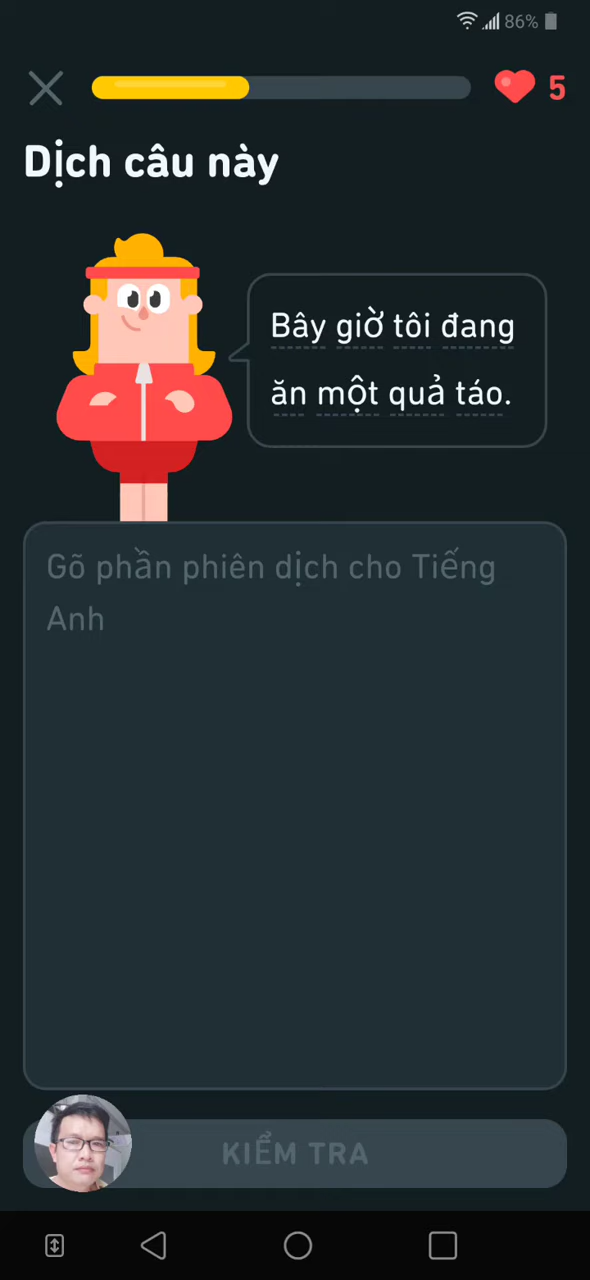 86%
5
Dịch câu này
Bây giờ tôi đang
ăn một quả táo.
Gõ phần phiên dịch cho Tiếng
Anh
KIỂM TRA